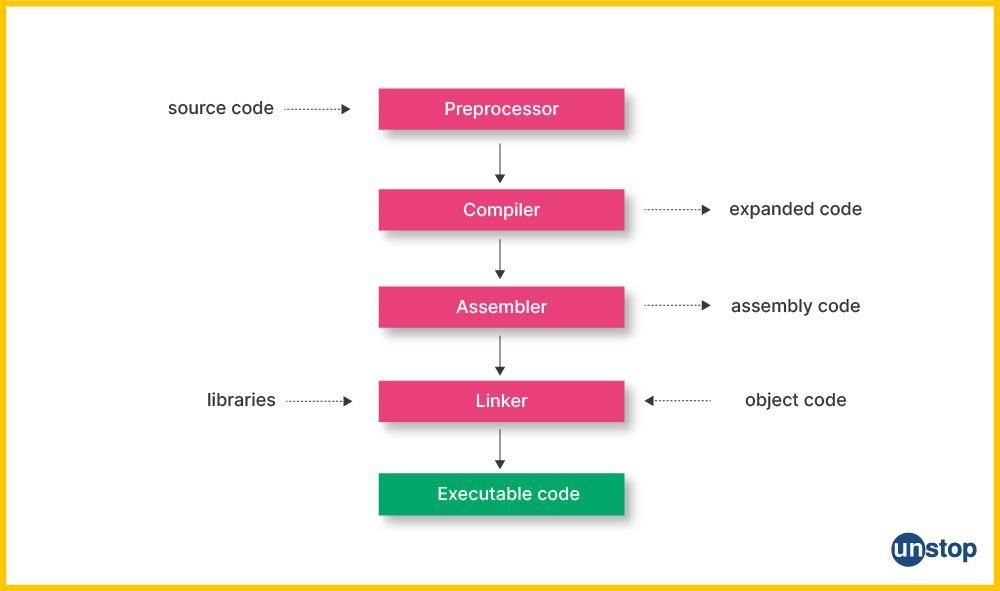 source code
Preprocessor
Compiler
expanded code
Assembler
assembly code
libraries
Linker
object code
Executable code
unstop